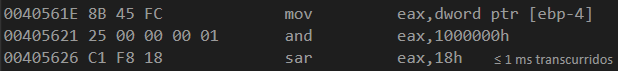 0040561E 8B 45 FC mov eax,dword ptr [ebp-4]
00405621 25 00 00 00 01 and eax,1000000h
00405626 C1 F8 18 sar eax,18h ≤ 1 ms transcurridos